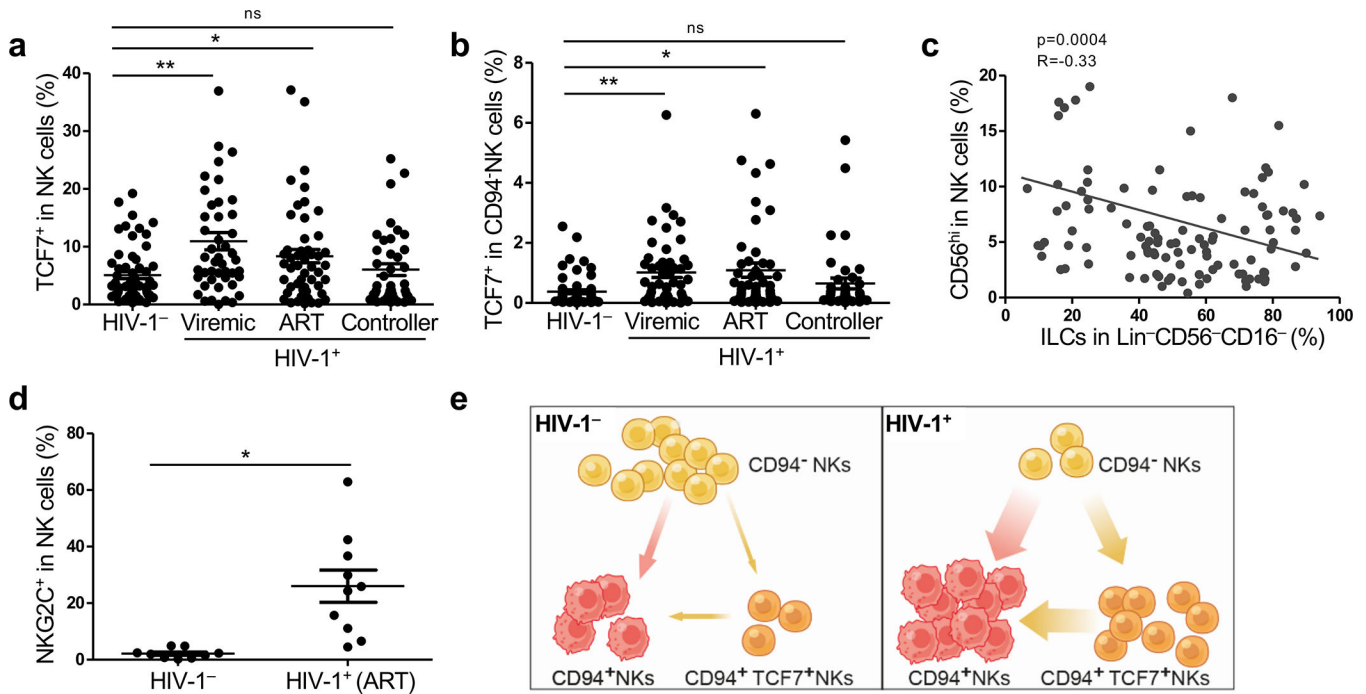 a
ns
*
**
TCF7⁺ in NK cells (%)
40
30
20
10
0
HIV-1⁻ Viremic ART Controller
HIV-1⁺
b
ns
*
**
TCF7⁺ in CD94⁻NK cells (%)
8
6
4
2
0
HIV-1⁻ Viremic ART Controller
HIV-1⁺
c
p=0.0004
R=-0.33
CD56ʰⁱ in NK cells (%)
20
15
10
5
0
0 20 40 60 80 100
ILCs in Lin⁻CD56⁻CD16⁻ (%)
d
*
NKG2C⁺ in NK cells (%)
80
60
40
20
0
HIV-1⁻ HIV-1⁺ (ART)
e
HIV-1⁻
CD94⁻ NKs
CD94⁺NKs CD94⁺ TCF7⁺NKs
HIV-1⁺
CD94⁻ NKs
CD94⁺NKs CD94⁺ TCF7⁺NKs